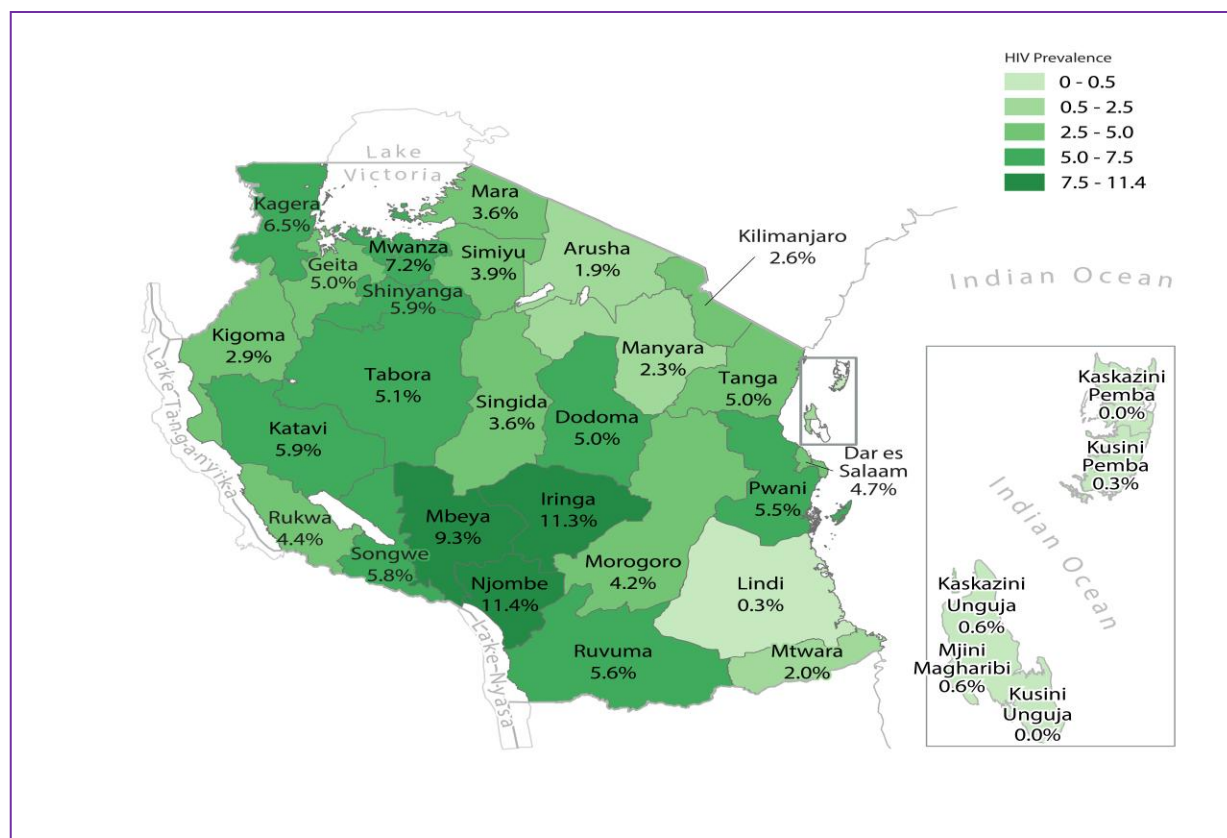 HIV Prevalence
0 - 0.5
0.5 - 2.5
2.5 - 5.0
5.0 - 7.5
7.5 - 11.4
Lake
Victoria
Mara
3.6%
Kagera
6.5%
Mwanza
7.2%
Simiyu
3.9%
Arusha
1.9%
Kilimanjaro
2.6%
Geita
5.0%
Shinyanga
5.9%
Indian Ocean
Kigoma
2.9%
Manyara
2.3%
Tabora
5.1%
Tanga
5.0%
Singida
3.6%
Dodoma
5.0%
Lake Tanganyika
Katavi
5.9%
Dar es
Salaam
4.7%
Pwani
5.5%
Iringa
11.3%
Mbeya
9.3%
Rukwa
4.4%
Songwe
5.8%
Morogoro
4.2%
Njombe
11.4%
Lindi
0.3%
Lake Nyasa
Ruvuma
5.6%
Mtwara
2.0%
Kaskazini
Pemba
0.0%
Kusini
Pemba
0.3%
Indian Ocean
Kaskazini
Unguja
0.6%
Mjini
Magharibi
0.6%
Kusini
Unguja
0.0%